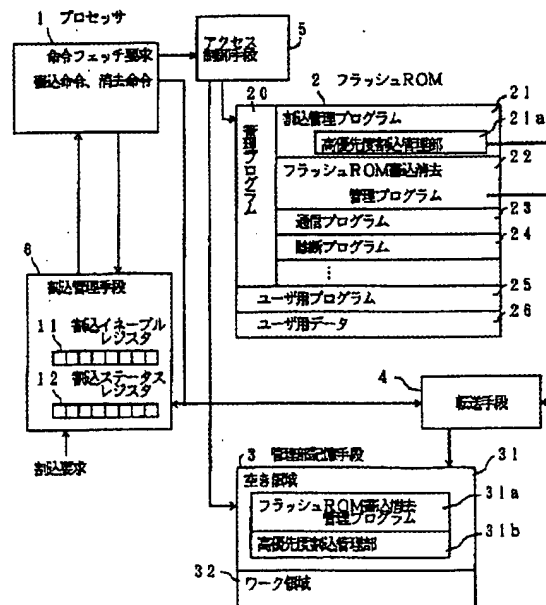 1 プロセッサ
命令フェッチ要求
書込命令、消去命令
5
アクセス
制御手段
2 フラッシュROM
20
管理プログラム
21
割込管理プログラム
21a
高優先度割込管理部
22
フラッシュROM書込消去
管理プログラム
23
通信プログラム
24
診断プログラム
⋮
25
ユーザ用プログラム
26
ユーザ用データ
6
割込管理手段
11 割込イネーブル
レジスタ
12 割込ステータス
レジスタ
割込要求
4
転送手段
3 管理部記憶手段
31
空き領域
31a
フラッシュROM書込消去
管理プログラム
31b
高優先度割込管理部
32
ワーク領域